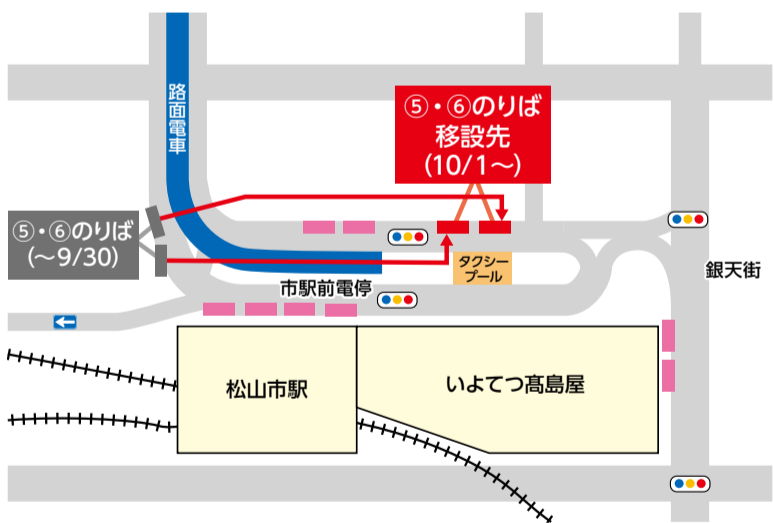 路面電車
⑤・⑥のりば
移設先
(10/1～)
⑤・⑥のりば
(～9/30)
タクシー
プール
市駅前電停
銀天街
松山市駅
いよてつ髙島屋